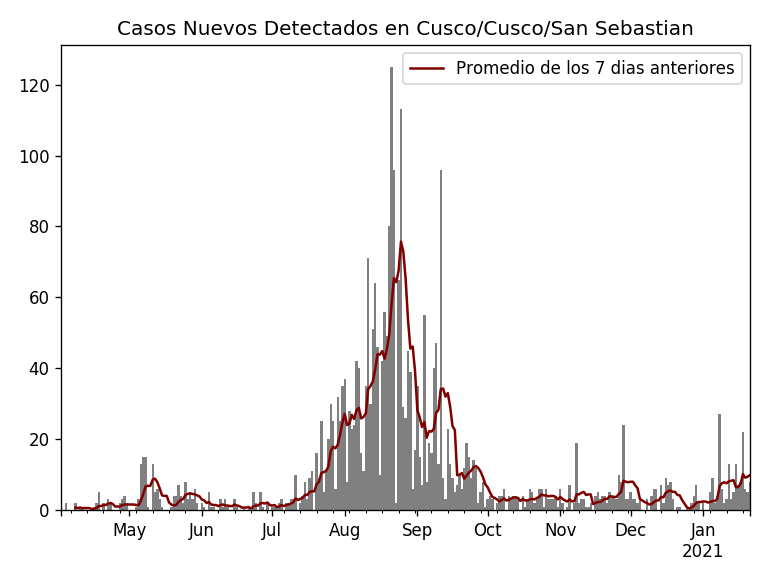 Casos Nuevos Detectados en Cusco/Cusco/San Sebastian
Promedio de los 7 dias anteriores
120
100
80
60
40
20
0
May Jun Jul Aug Sep Oct Nov Dec Jan
2021